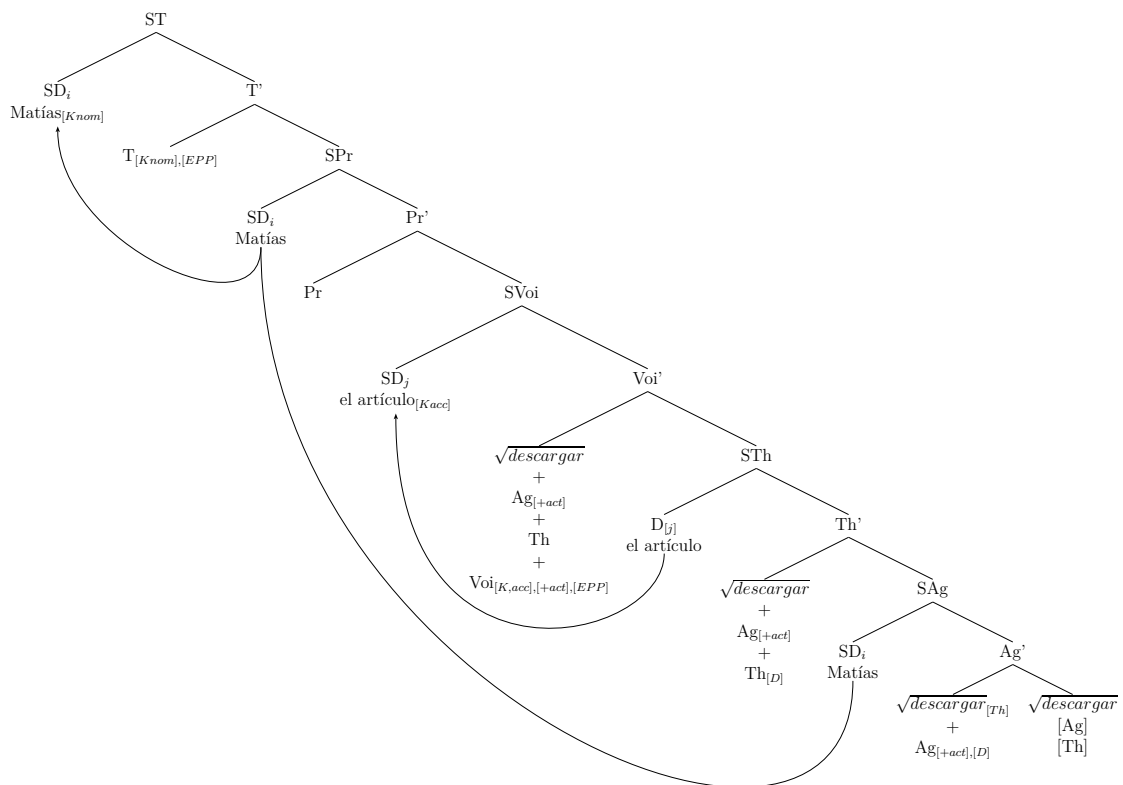 ST
SD_i
Matías_[Knom]
T'
T_[Knom],[EPP]
SPr
SD_i
Matías
Pr'
Pr
SVoi
SD_j
el artículo_[Kacc]
Voi'
√descargar
+
Ag_[+act]
+
Th
+
Voi_[K,acc],[+act],[EPP]
STh
D_[j]
el artículo
Th'
√descargar
+
Ag_[+act]
+
Th_[D]
SAg
SD_i
Matías
Ag'
√descargar_[Th]
+
Ag_[+act],[D]
√descargar
[Ag]
[Th]